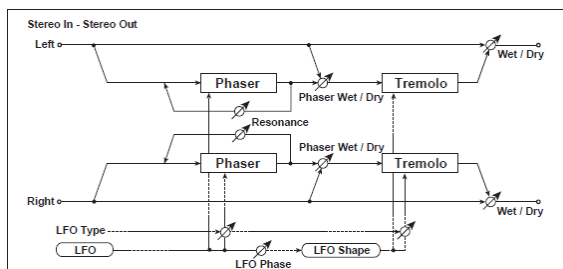 Stereo In - Stereo Out
Left
Wet / Dry
Phaser
Tremolo
Phaser Wet / Dry
Resonance
Phaser Wet / Dry
Phaser
Tremolo
Right
Wet / Dry
LFO Type
LFO
LFO Shape
LFO Phase